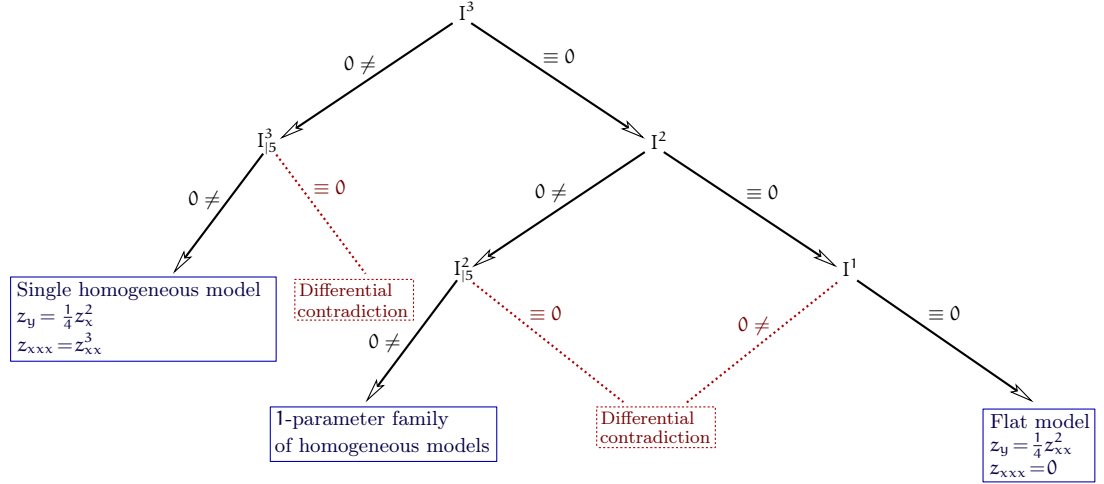 I³
0 ≠
≡ 0
I³|5
I²
0 ≠
≡ 0
0 ≠
≡ 0
I²|5
I¹
Single homogeneous model
z_y = ¼z_x²
z_xxx = z_xx³
Differential
contradiction
0 ≠
≡ 0
0 ≠
≡ 0
1-parameter family
of homogeneous models
Differential
contradiction
Flat model
z_y = ¼z_xx²
z_xxx = 0